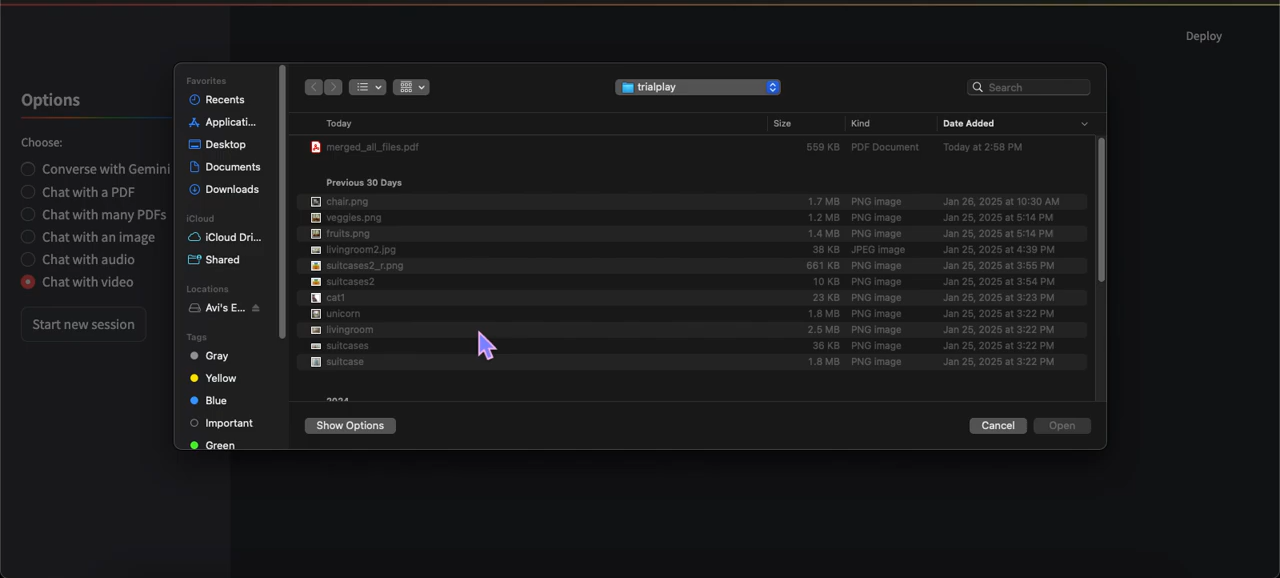 Deploy
Options
Choose:
Converse with Gemini
Chat with a PDF
Chat with many PDFs
Chat with an image
Chat with audio
Chat with video
Start new session
Favorites
Recents
Applicati...
Desktop
Documents
Downloads
iCloud
iCloud Dri...
Shared
Locations
Avi's E...
Tags
Gray
Yellow
Blue
Important
Green
trialplay
Search
Today Size Kind Date Added
merged_all_files.pdf 559 KB PDF Document Today at 2:58 PM
Previous 30 Days
chair.png 1.7 MB PNG image Jan 26, 2025 at 10:30 AM
veggies.png 1.2 MB PNG image Jan 25, 2025 at 5:14 PM
fruits.png 1.4 MB PNG image Jan 25, 2025 at 5:14 PM
livingroom2.jpg 38 KB JPEG image Jan 25, 2025 at 4:39 PM
suitcases2_r.png 661 KB PNG image Jan 25, 2025 at 3:55 PM
suitcases2 10 KB PNG image Jan 25, 2025 at 3:54 PM
cat1 23 KB PNG image Jan 25, 2025 at 3:23 PM
unicorn 1.8 MB PNG image Jan 25, 2025 at 3:22 PM
livingroom 2.5 MB PNG image Jan 25, 2025 at 3:22 PM
suitcases 36 KB PNG image Jan 25, 2025 at 3:22 PM
suitcase 1.8 MB PNG image Jan 25, 2025 at 3:22 PM
2024
Show Options
Cancel
Open